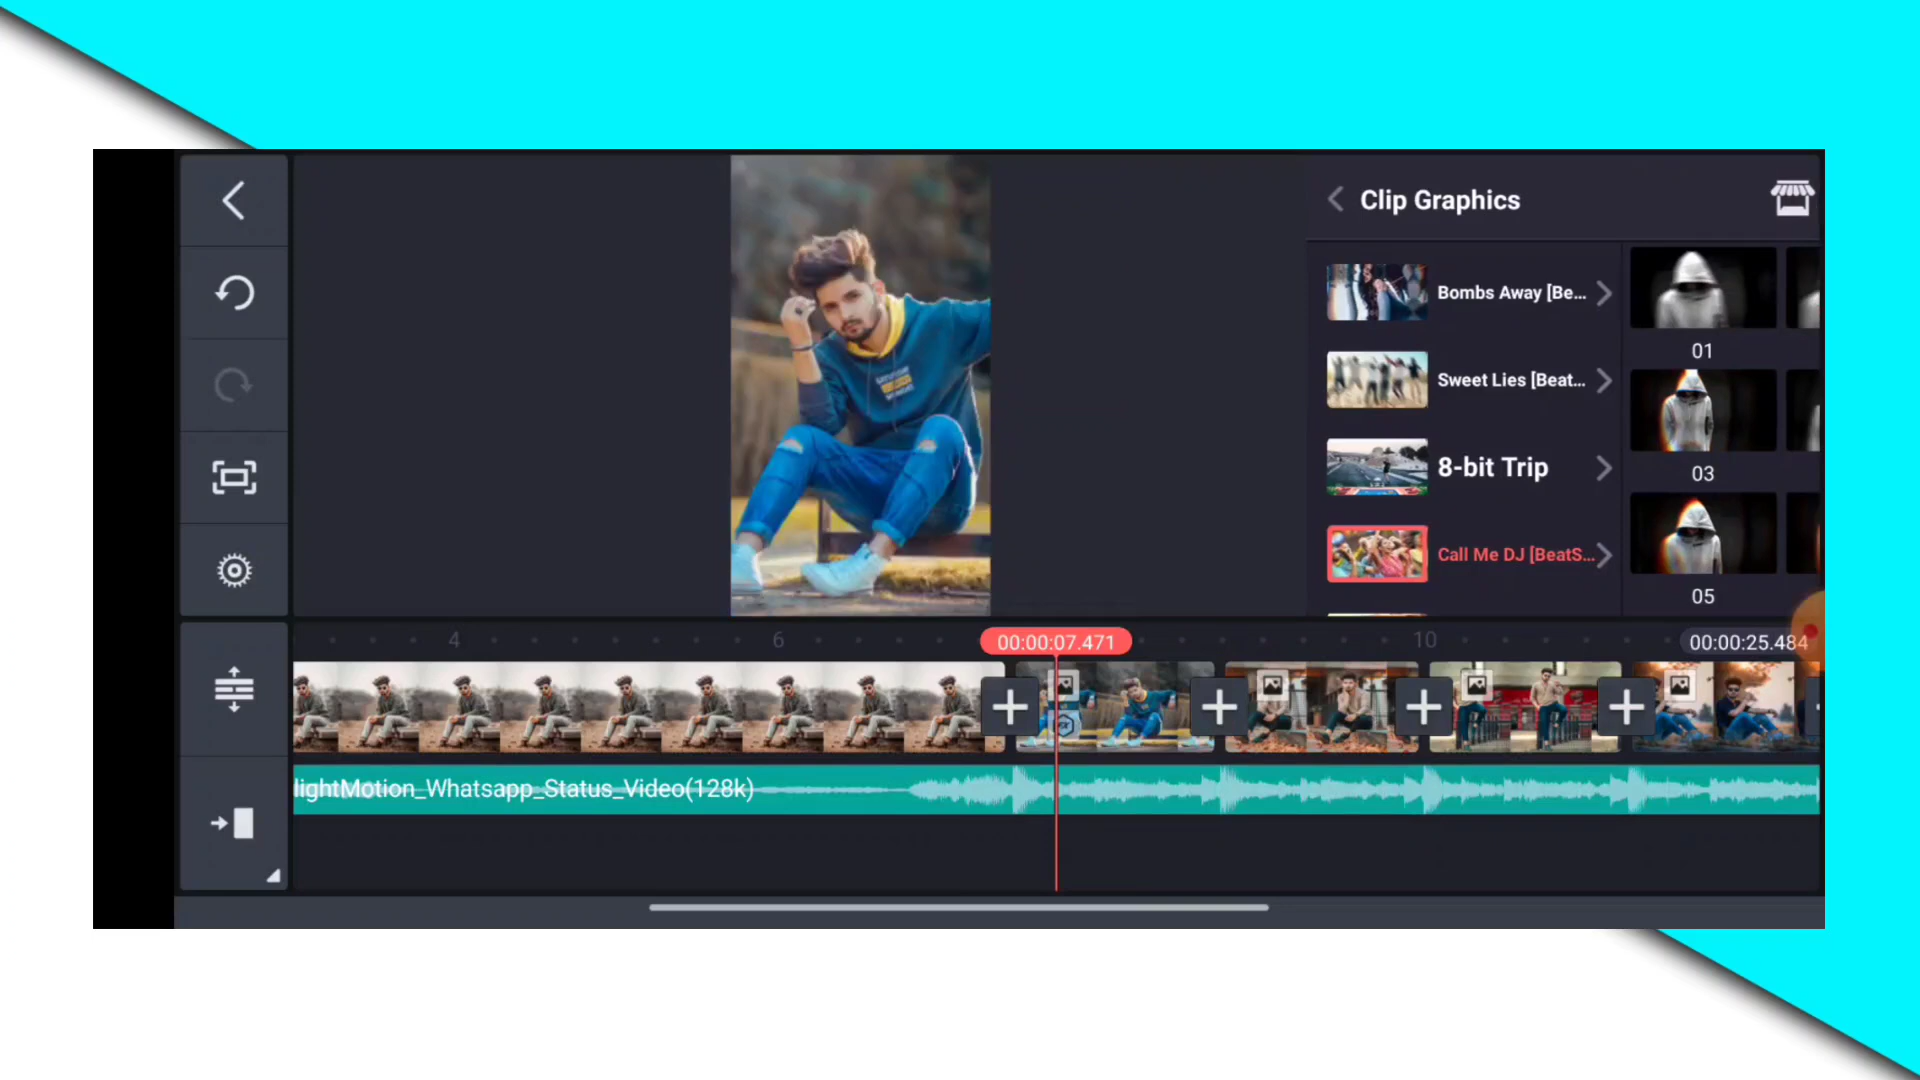 Clip Graphics
Bombs Away [Be...
01
Sweet Lies [Beat...
03
8-bit Trip
Call Me DJ [BeatS...
05
4
6
00:00:07.471
10
00:00:25.484
lightMotion_Whatsapp_Status_Video(128k)